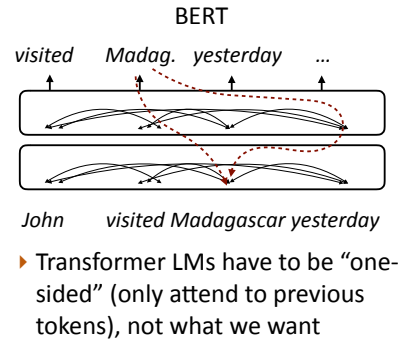 BERT
visited Madag. yesterday ...
John visited Madagascar yesterday
Transformer LMs have to be “one-
sided” (only attend to previous
tokens), not what we want